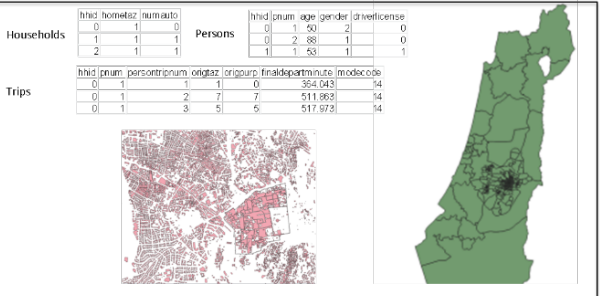 Households
hhid hometaz numauto
0 1 0
1 1 1
2 1 1
Persons
hhid pnum age gender driverlicense
0 1 50 2 0
0 2 88 1 0
1 1 53 1 1
Trips
hhid pnum persontripnum origtaz origpurp finaldepartminute modecode
0 1 1 1 0 364.043 14
0 1 2 7 7 511.863 14
0 1 3 5 5 517.973 14